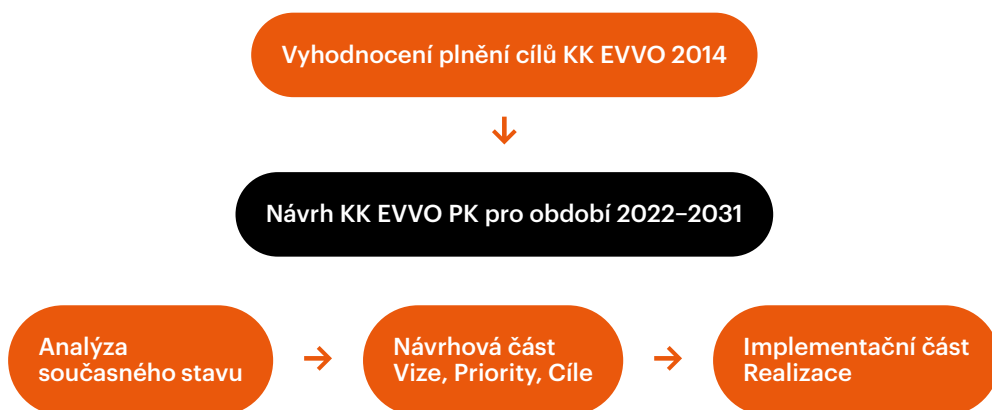 Vyhodnocení plnění cílů KK EVVO 2014
Návrh KK EVVO PK pro období 2022–2031
Analýza
současného stavu
Návrhová část
Vize, Priority, Cíle
Implementační část
Realizace